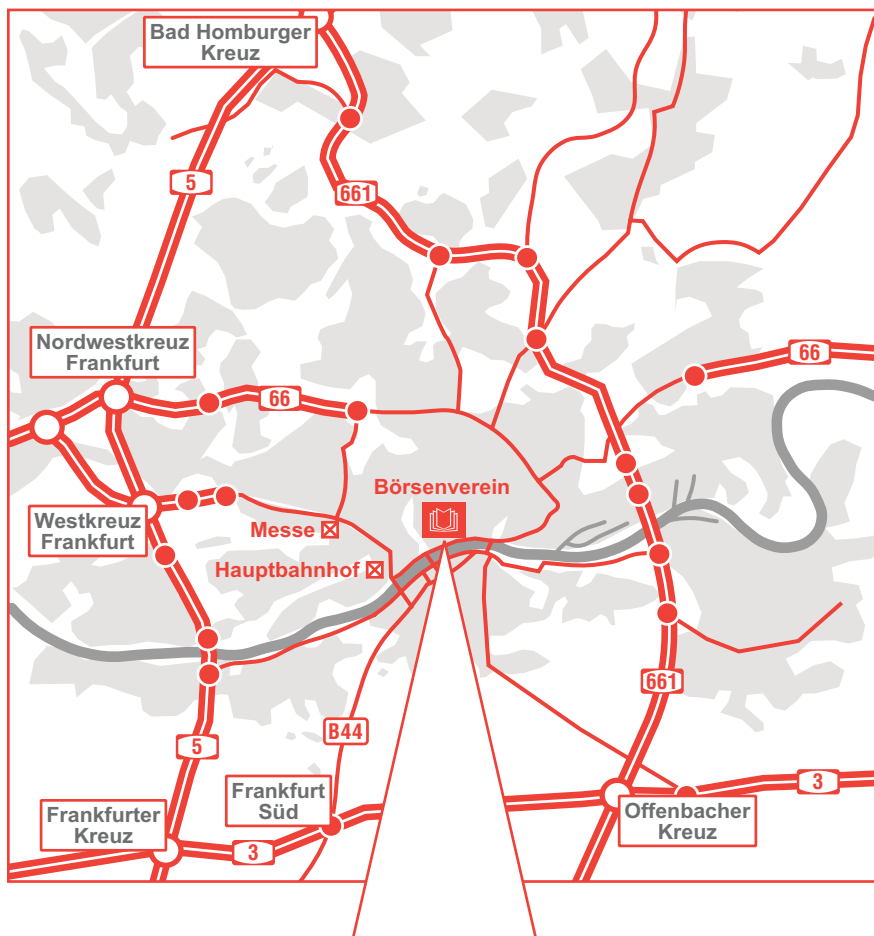 Bad Homburger
Kreuz
5
661
Nordwestkreuz
Frankfurt
66
66
Börsenverein
Westkreuz
Frankfurt
Messe
Hauptbahnhof
661
B44
5
Frankfurt
Süd
3
Frankfurter
Kreuz
Offenbacher
Kreuz
3